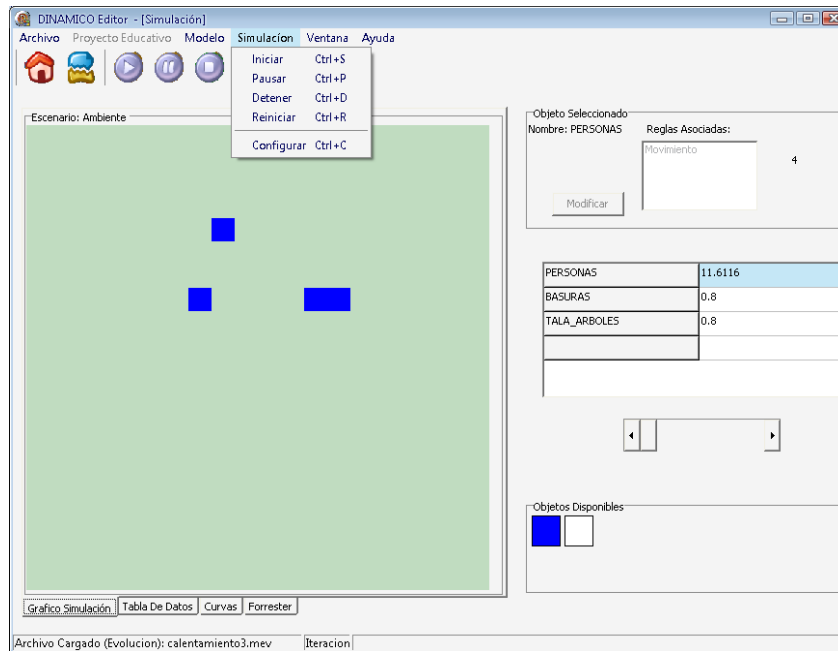 DINAMICO Editor - [Simulación]
Archivo Proyecto Educativo Modelo Simulacíon Ventana Ayuda
Iniciar Ctrl+S
Pausar Ctrl+P
Detener Ctrl+D
Reiniciar Ctrl+R
Configurar Ctrl+C
Escenario: Ambiente
Objeto Seleccionado
Nombre: PERSONAS Reglas Asociadas:
Movimiento
4
Modificar
PERSONAS 11.6116
BASURAS 0.8
TALA_ARBOLES 0.8
Objetos Disponibles
Grafico Simulación Tabla De Datos Curvas Forrester
Archivo Cargado (Evolucion): calentamiento3.mev Iteracion